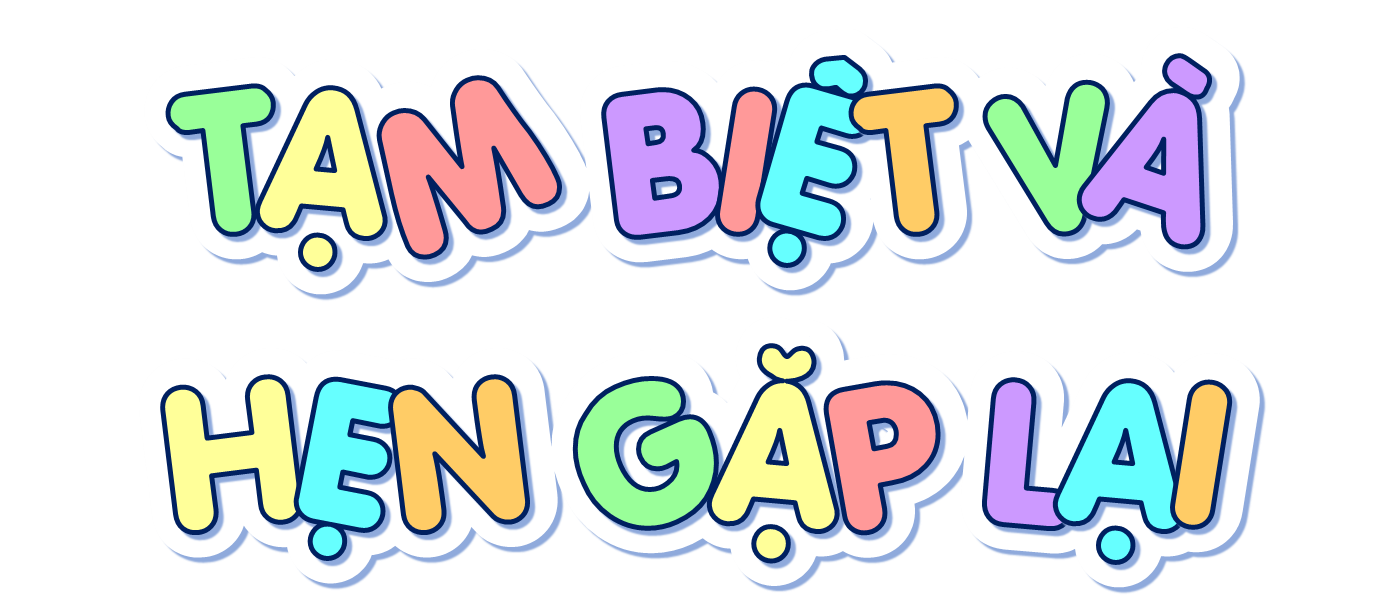 TẠM BIỆT VÀ
HẸN GẶP LẠI